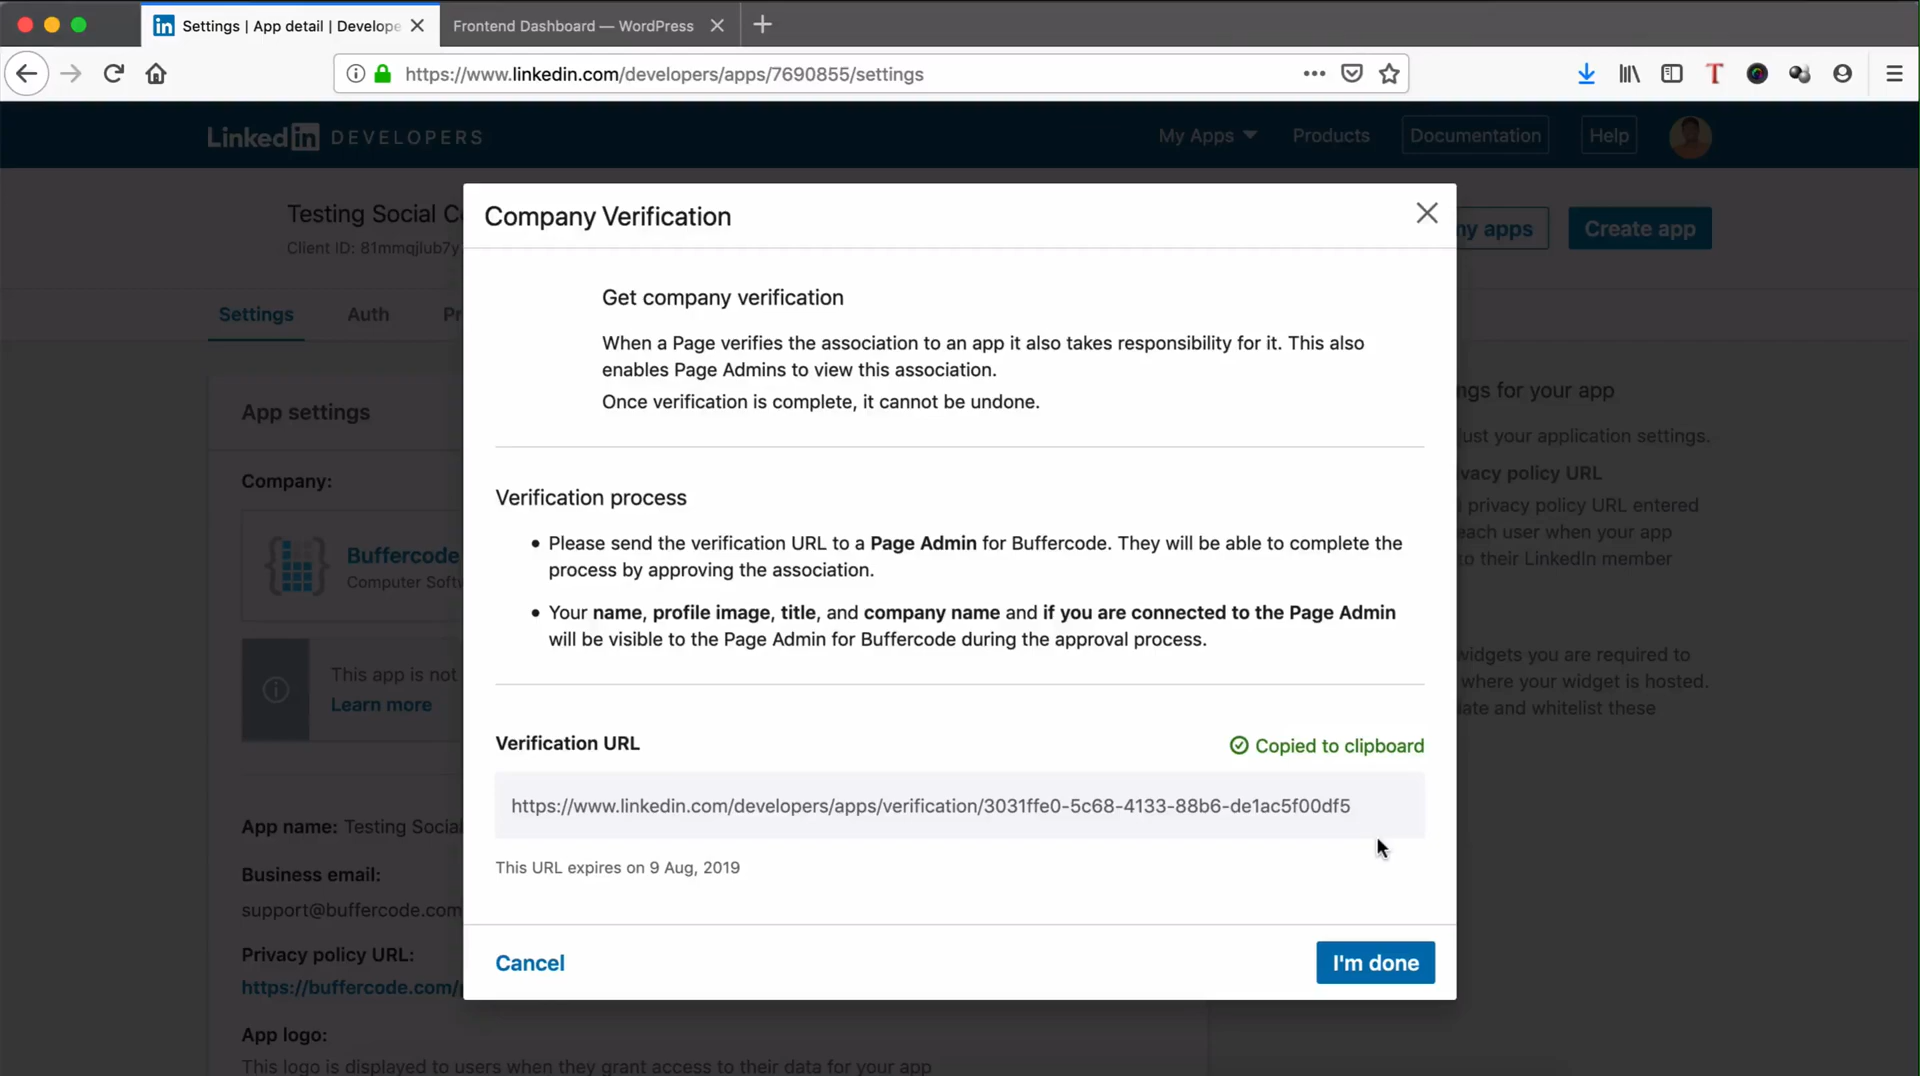 Settings | App detail | Develope
Frontend Dashboard — WordPress
https://www.linkedin.com/developers/apps/7690855/settings
LinkedIn DEVELOPERS
My Apps
Products
Documentation
Help
Testing Social C
Client ID: 81mmqjlub7y
my apps
Create app
Settings
Auth
Pr
Company Verification
Get company verification
When a Page verifies the association to an app it also takes responsibility for it. This also
enables Page Admins to view this association.
Once verification is complete, it cannot be undone.
Verification process
• Please send the verification URL to a Page Admin for Buffercode. They will be able to complete the
process by approving the association.
• Your name, profile image, title, and company name and if you are connected to the Page Admin
will be visible to the Page Admin for Buffercode during the approval process.
Verification URL
Copied to clipboard
https://www.linkedin.com/developers/apps/verification/3031ffe0-5c68-4133-88b6-de1ac5f00df5
This URL expires on 9 Aug, 2019
Cancel
I'm done
App settings
Company:
Buffercode
Computer Softw
This app is not
Learn more
App name: Testing Social
Business email:
support@buffercode.com
Privacy policy URL:
https://buffercode.com/p
App logo:
This logo is displayed to users when they grant access to their data for your app
ngs for your app
just your application settings.
ivacy policy URL
privacy policy URL entered
each user when your app
to their LinkedIn member
widgets you are required to
where your widget is hosted.
date and whitelist these